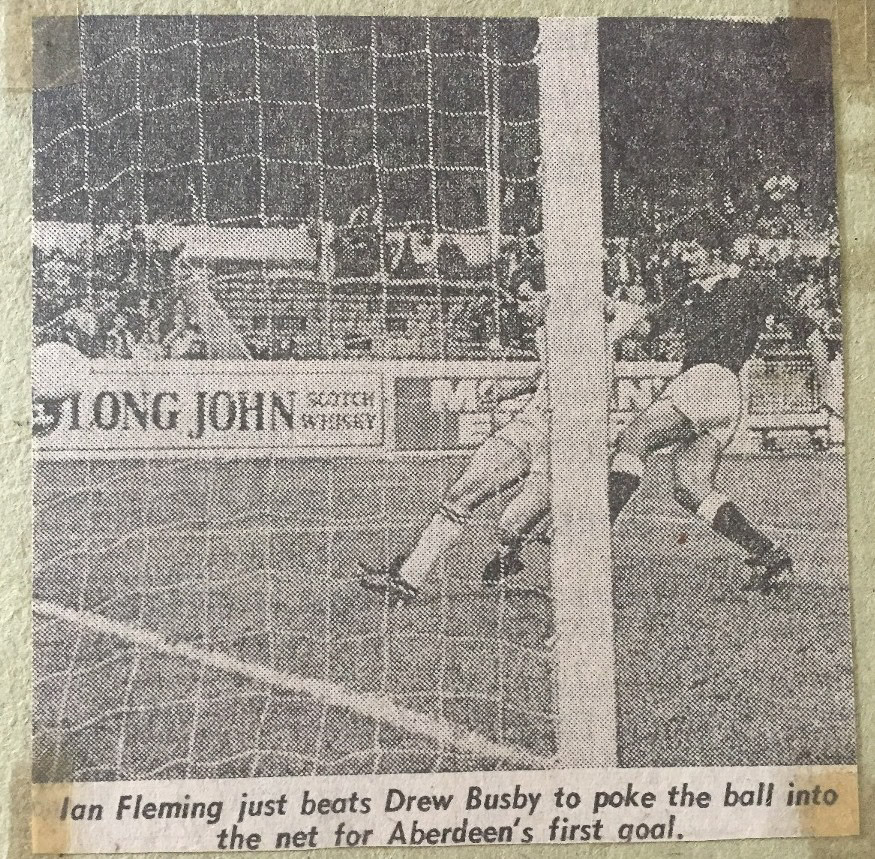 LONG JOHN SCOTCH
WHISKY
Ian Fleming just beats Drew Busby to poke the ball into
the net for Aberdeen's first goal.